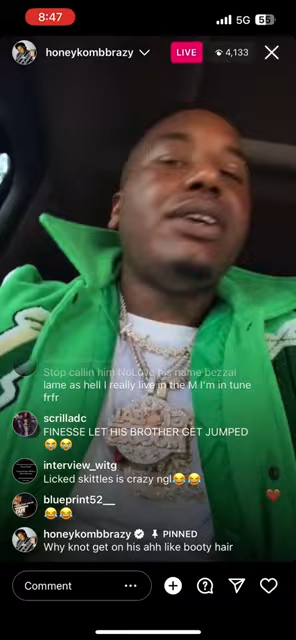 8:47
5G
55
honeykombbrazy
LIVE
4,133
Stop callin him NoLove his name bezzal
lame as hell I really live in the M I'm in tune
frfr
scrilladc
FINESSE LET HIS BROTHER GET JUMPED
😂😂
interview_witg
Licked skittles is crazy ngl😂😂
blueprint52__
😂😂
honeykombbrazy PINNED
Why knot get on his ahh like booty hair
Comment